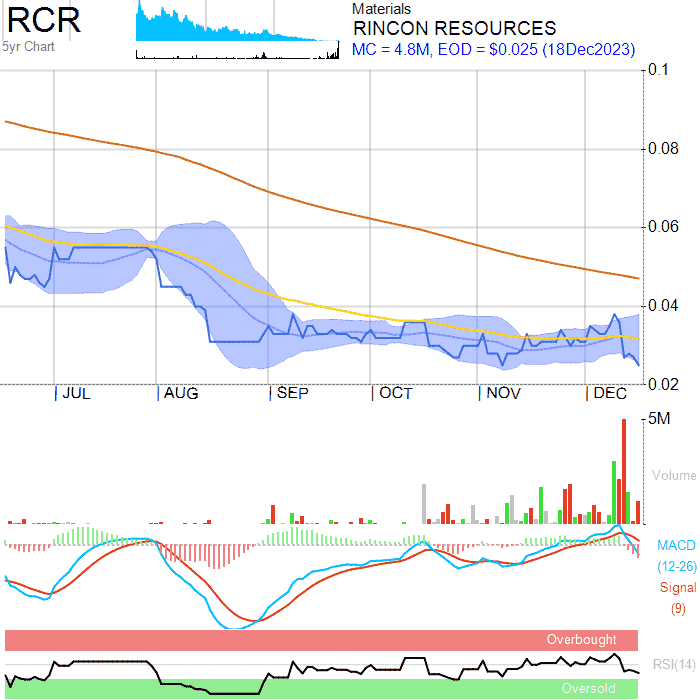 RCR
5yr Chart
Materials
RINCON RESOURCES
MC = 4.8M, EOD = $0.025 (18Dec2023)
0.1
0.08
0.06
0.04
0.02
JUL AUG SEP OCT NOV DEC
5M
Volume
MACD
(12-26)
Signal
(9)
Overbought
RSI(14)
Oversold